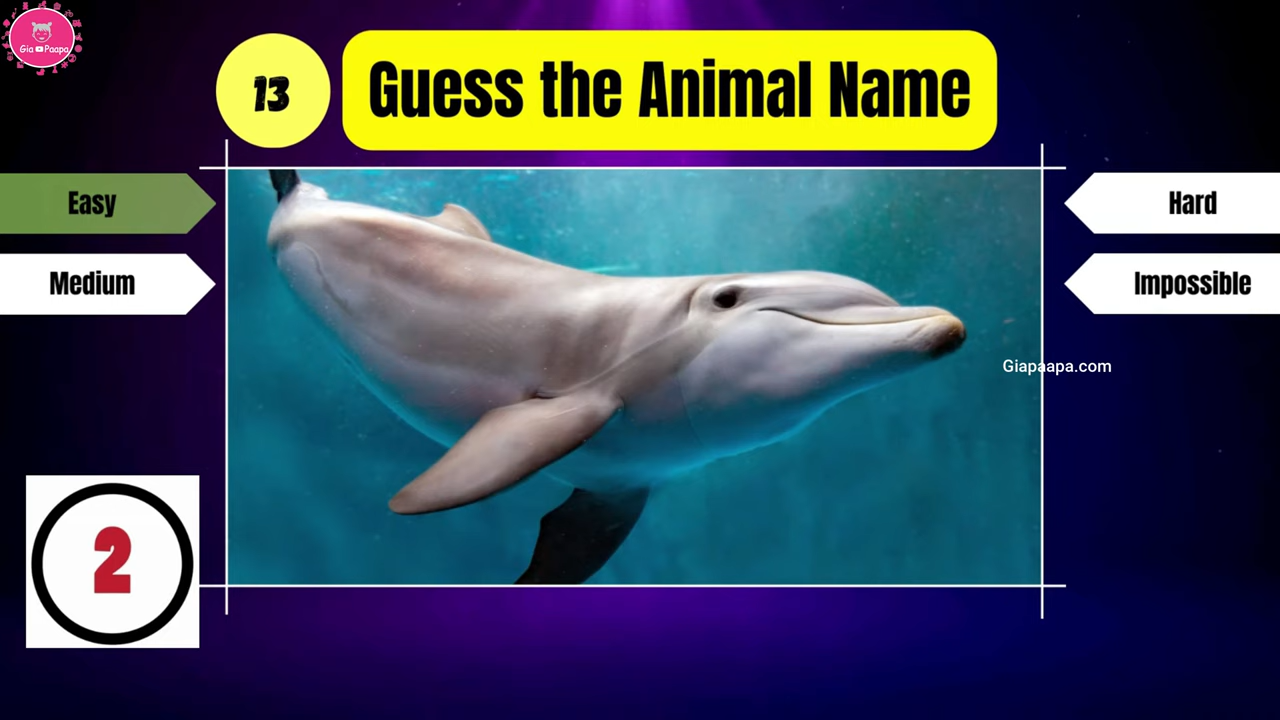 Gia Paapa
13
Guess the Animal Name
Easy
Hard
Medium
Impossible
Giapaapa.com
2